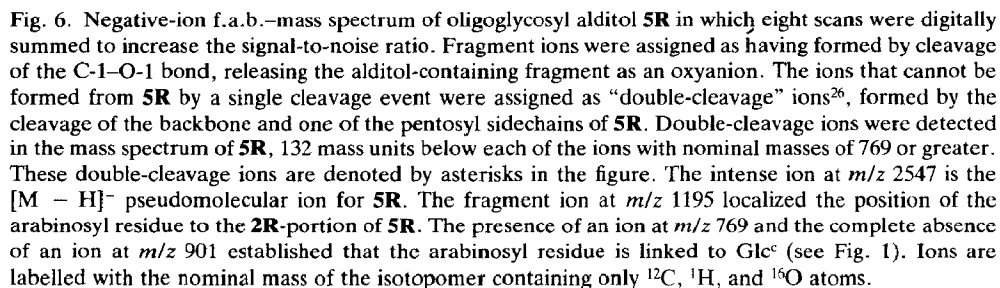 Fig. 6. Negative-ion f.a.b.–mass spectrum of oligoglycosyl alditol 5R in which eight scans were digitally
summed to increase the signal-to-noise ratio. Fragment ions were assigned as having formed by cleavage
of the C-1–O-1 bond, releasing the alditol-containing fragment as an oxyanion. The ions that cannot be
formed from 5R by a single cleavage event were assigned as “double-cleavage” ions²⁶, formed by the
cleavage of the backbone and one of the pentosyl sidechains of 5R. Double-cleavage ions were detected
in the mass spectrum of 5R, 132 mass units below each of the ions with nominal masses of 769 or greater.
These double-cleavage ions are denoted by asterisks in the figure. The intense ion at m/z 2547 is the
[M − H]⁻ pseudomolecular ion for 5R. The fragment ion at m/z 1195 localized the position of the
arabinosyl residue to the 2R-portion of 5R. The presence of an ion at m/z 769 and the complete absence
of an ion at m/z 901 established that the arabinosyl residue is linked to Glcᶜ (see Fig. 1). Ions are
labelled with the nominal mass of the isotopomer containing only ¹²C, ¹H, and ¹⁶O atoms.